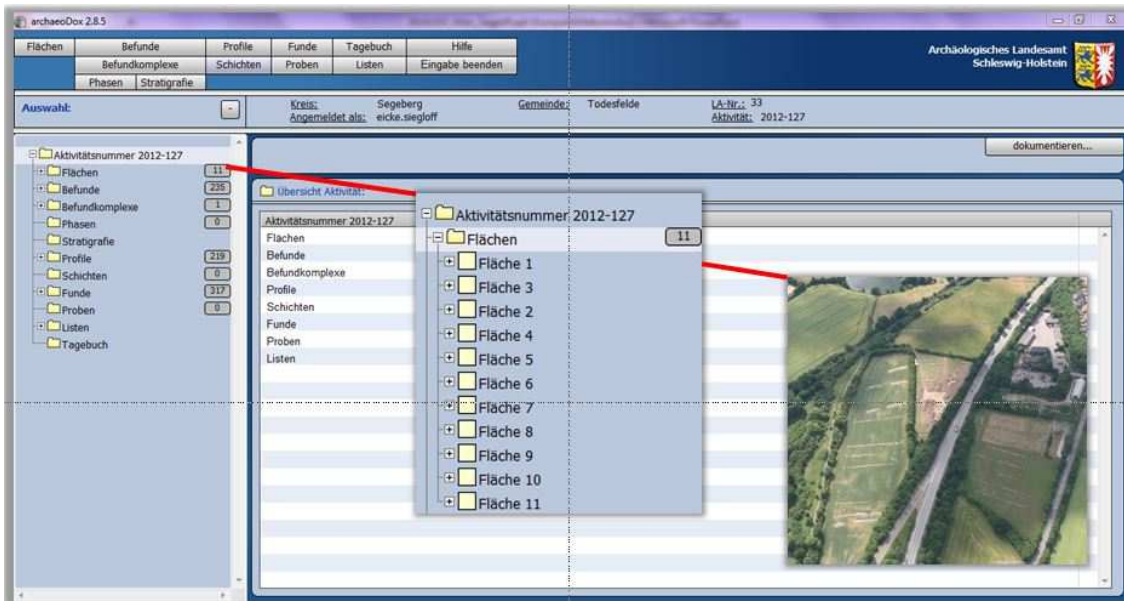 archaeoDox 2.8.5
Flächen Befunde Profile Funde Tagebuch Hilfe
Befundkomplexe Schichten Proben Listen Eingabe beenden
Phasen Stratigrafie
Archäologisches Landesamt
Schleswig-Holstein
Auswahl: -
Kreis: Segeberg Gemeinde: Todesfelde LA-Nr.: 33
Angemeldet als: eicke.siegloff Aktivität: 2012-127
Aktivitätsnummer 2012-127
Flächen 11
Befunde 235
Befundkomplexe 1
Phasen 0
Stratigrafie
Profile 219
Schichten 0
Funde 317
Proben 0
Listen
Tagebuch
dokumentieren...
Übersicht Aktivität:
Aktivitätsnummer 2012-127
Flächen
Befunde
Befundkomplexe
Profile
Schichten
Funde
Proben
Listen
Aktivitätsnummer 2012-127
Flächen 11
Fläche 1
Fläche 3
Fläche 2
Fläche 4
Fläche 5
Fläche 6
Fläche 7
Fläche 8
Fläche 9
Fläche 10
Fläche 11